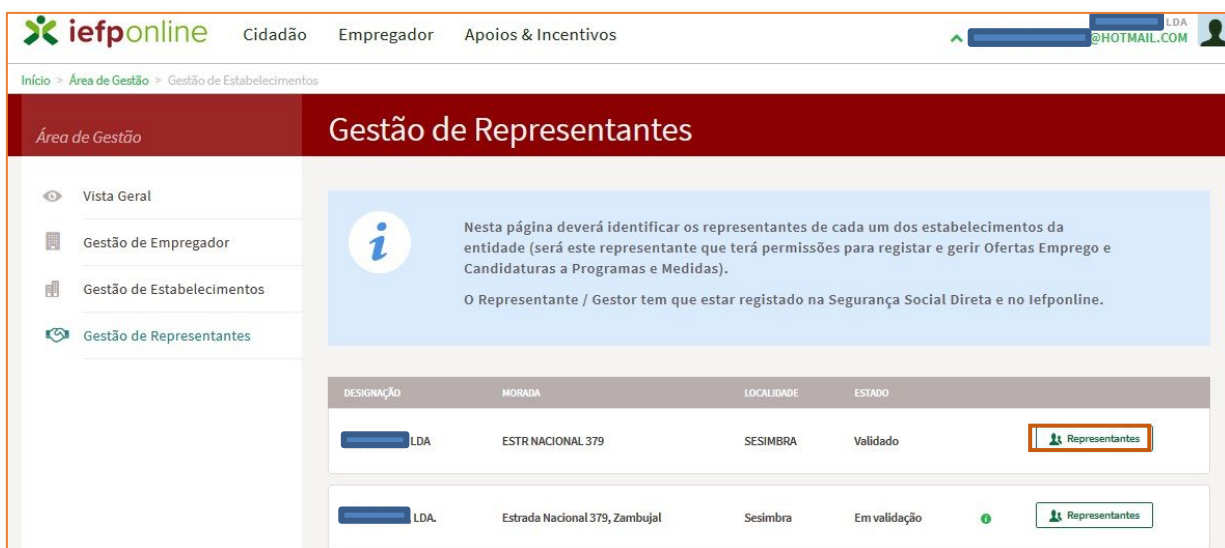 iefponline Cidadão Empregador Apoios & Incentivos
LDA
@HOTMAIL.COM
Início > Área de Gestão > Gestão de Estabelecimentos
Área de Gestão
Gestão de Representantes
Vista Geral
Gestão de Empregador
Gestão de Estabelecimentos
Gestão de Representantes
i
Nesta página deverá identificar os representantes de cada um dos estabelecimentos da
entidade (será este representante que terá permissões para registar e gerir Ofertas Emprego e
Candidaturas a Programas e Medidas).
O Representante / Gestor tem que estar registado na Segurança Social Direta e no Iefponline.
DESIGNAÇÃO MORADA LOCALIDADE ESTADO
LDA ESTR NACIONAL 379 SESIMBRA Validado Representantes
LDA. Estrada Nacional 379, Zambujal Sesimbra Em validação Representantes